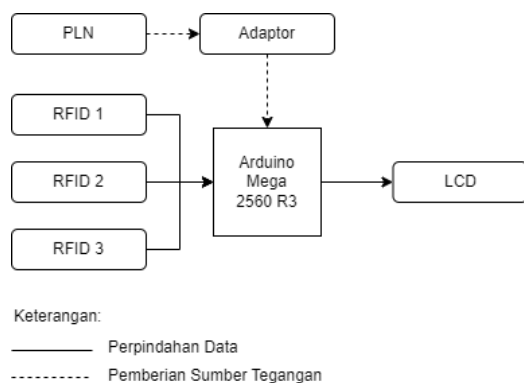 PLN
Adaptor
RFID 1
RFID 2
RFID 3
Arduino
Mega
2560 R3
LCD
Keterangan:
Perpindahan Data
Pemberian Sumber Tegangan